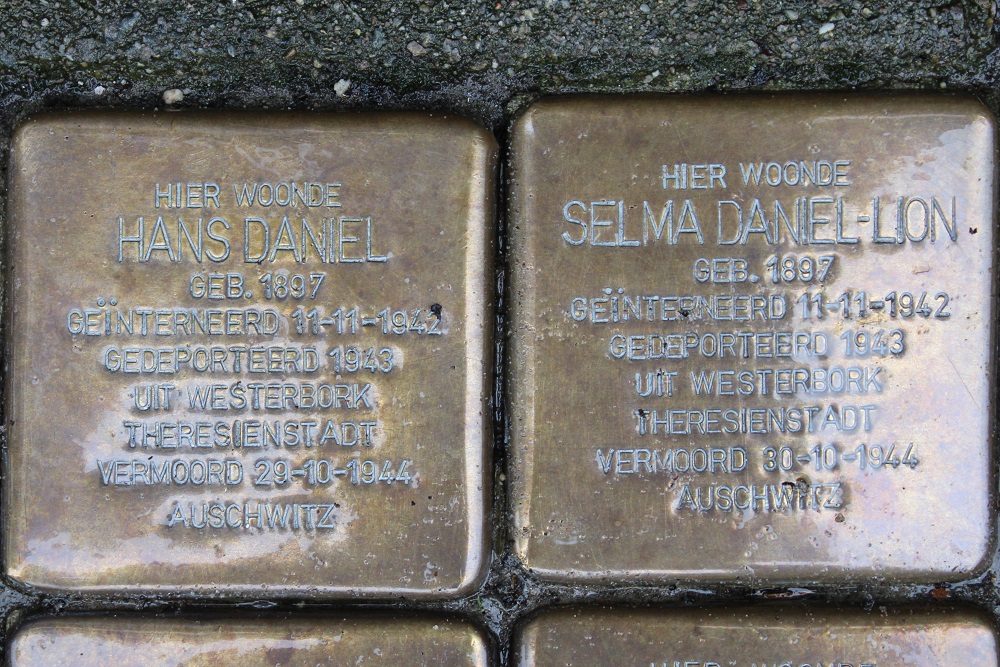 HIER WOONDE
HANS DANIEL
GEB. 1897
GEÏNTERNEERD 11-11-1942
GEDEPORTEERD 1943
UIT WESTERBORK
THERESIENSTADT
VERMOORD 29-10-1944
AUSCHWITZ
HIER WOONDE
SELMA DANIEL-LION
GEB. 1897
GEÏNTERNEERD 11-11-1942
GEDEPORTEERD 1943
UIT WESTERBORK
THERESIENSTADT
VERMOORD 30-10-1944
AUSCHWITZ
HIER WOONDE